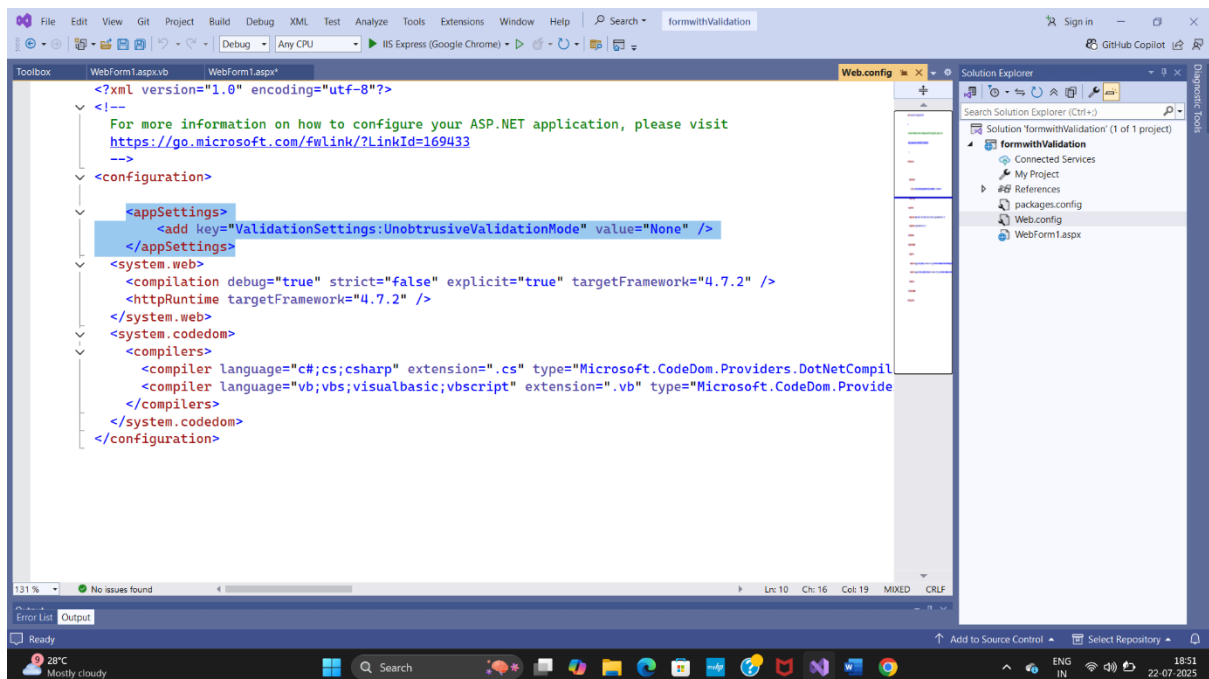 File Edit View Git Project Build Debug XML Test Analyze Tools Extensions Window Help Search formwithValidation Sign in
Debug Any CPU IIS Express (Google Chrome) GitHub Copilot
Toolbox WebForm1.aspx.vb WebForm1.aspx* Web.config
<?xml version="1.0" encoding="utf-8"?>
<!--
For more information on how to configure your ASP.NET application, please visit
https://go.microsoft.com/fwlink/?LinkId=169433
-->
<configuration>
<appSettings>
<add key="ValidationSettings:UnobtrusiveValidationMode" value="None" />
</appSettings>
<system.web>
<compilation debug="true" strict="false" explicit="true" targetFramework="4.7.2" />
<httpRuntime targetFramework="4.7.2" />
</system.web>
<system.codedom>
<compilers>
<compiler language="c#;cs;csharp" extension=".cs" type="Microsoft.CodeDom.Providers.DotNetCompil
<compiler language="vb;vbs;visualbasic;vbscript" extension=".vb" type="Microsoft.CodeDom.Provide
</compilers>
</system.codedom>
</configuration>
131 % No issues found Ln: 10 Ch: 16 Col: 19 MIXED CRLF
Solution Explorer
Search Solution Explorer (Ctrl+;)
Solution 'formwithValidation' (1 of 1 project)
formwithValidation
Connected Services
My Project
References
packages.config
Web.config
WebForm1.aspx
Diagnostic Tools
Error List Output
Ready Add to Source Control Select Repository
9 28°C
Mostly cloudy
Search
ENG
IN
18:51
22-07-2025